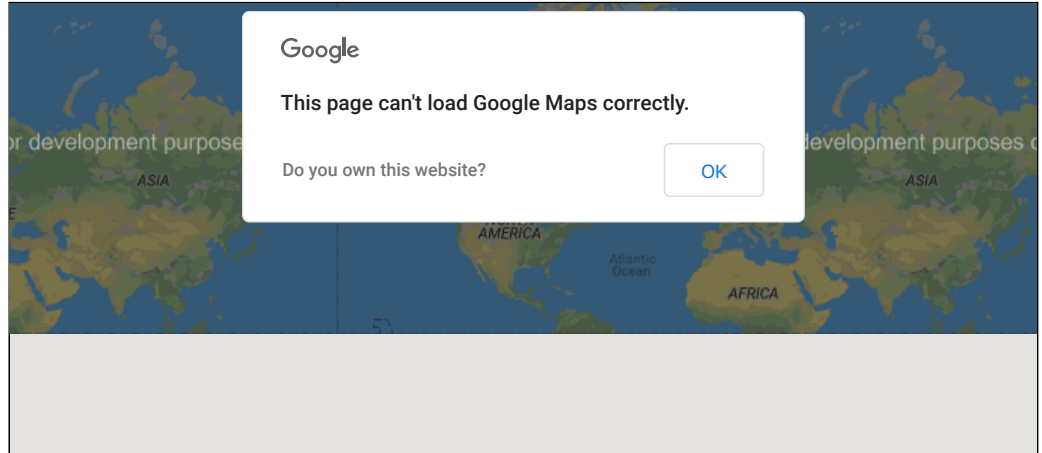 Google
This page can't load Google Maps correctly.
or development purpose
development purposes o
Do you own this website?
OK
ASIA
ASIA
AMERICA
Atlantic
Ocean
AFRICA